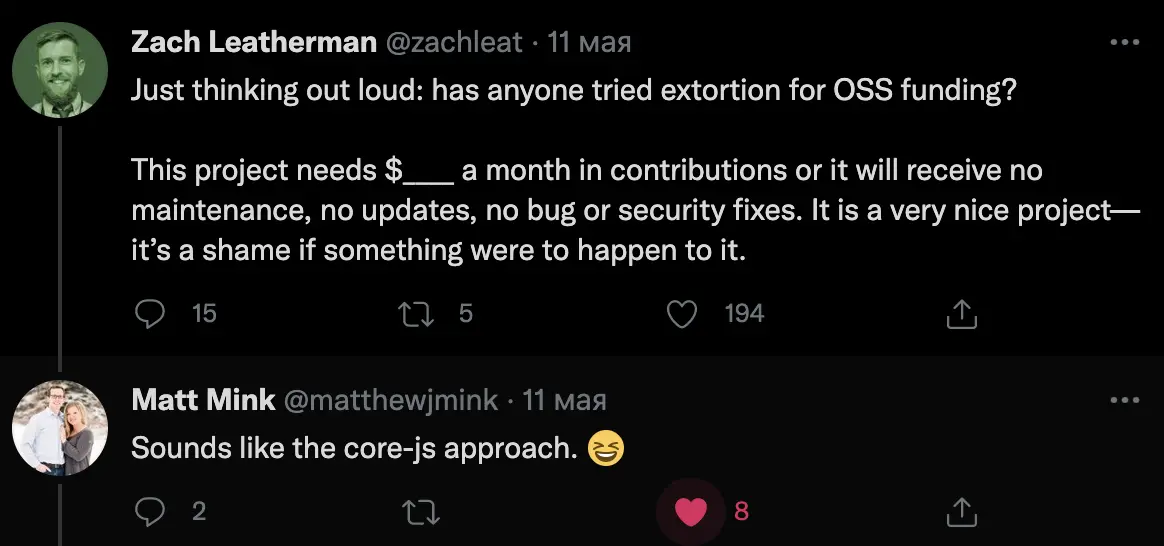 Zach Leatherman @zachleat · 11 мая
Just thinking out loud: has anyone tried extortion for OSS funding?
This project needs $____ a month in contributions or it will receive no
maintenance, no updates, no bug or security fixes. It is a very nice project—
it’s a shame if something were to happen to it.
15 5 194
Matt Mink @matthewjmink · 11 мая
Sounds like the core-js approach. 😆
2 8